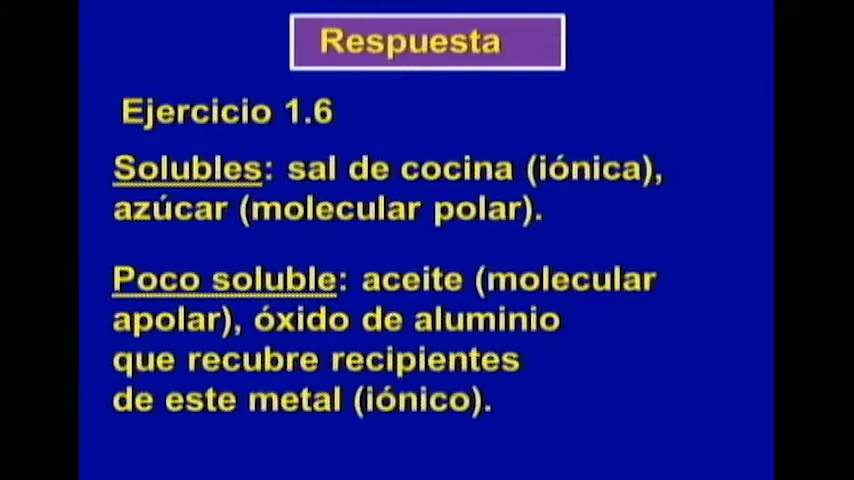 Respuesta
Ejercicio 1.6
Solubles: sal de cocina (iónica),
azúcar (molecular polar).
Poco soluble: aceite (molecular
apolar), óxido de aluminio
que recubre recipientes
de este metal (iónico).